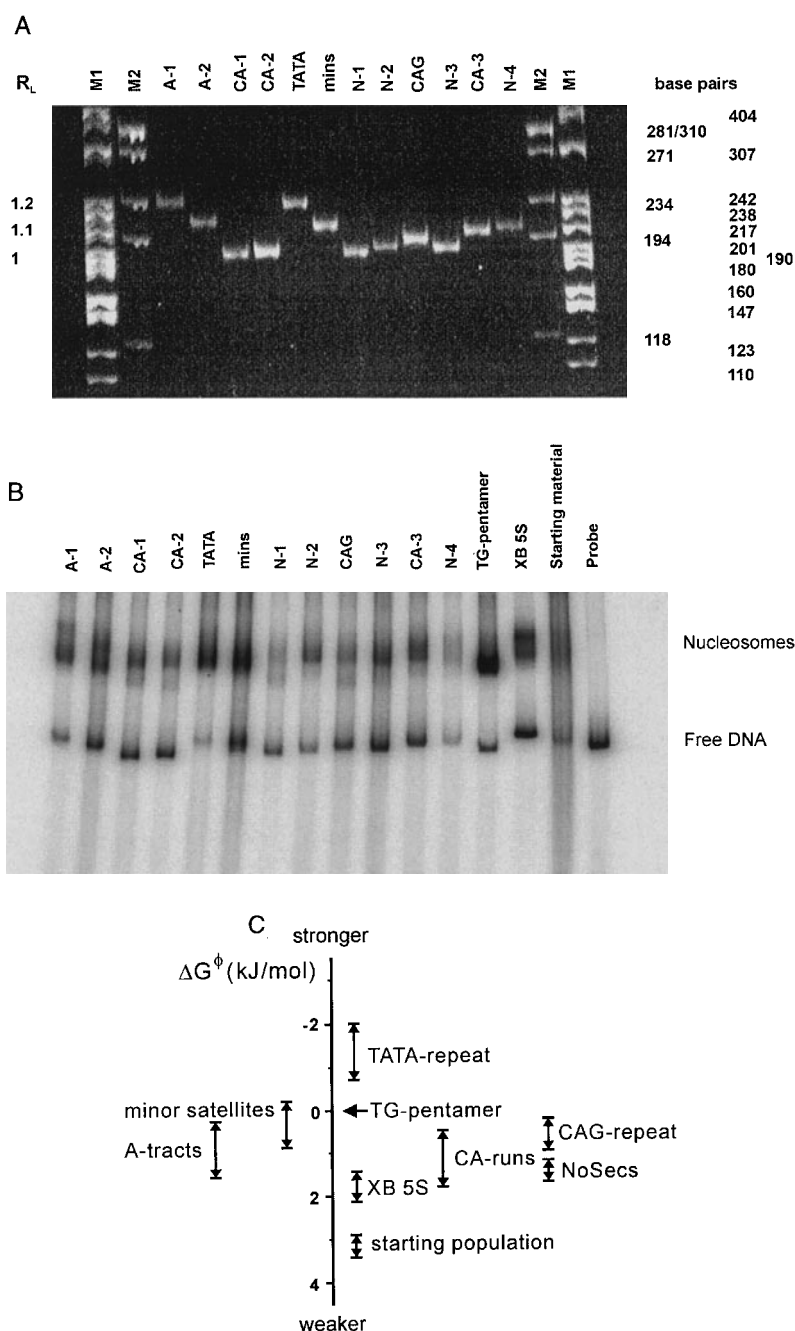 A
R_L M1 M2 A-1 A-2 CA-1 CA-2 TATA mins N-1 N-2 CAG N-3 CA-3 N-4 M2 M1 base pairs
404
281/310
271 307
1.2 234 242
238
1.1 217
194 201
1 190
180
160
147
118
123
110
B
A-1 A-2 CA-1 CA-2 TATA mins N-1 N-2 CAG N-3 CA-3 N-4 TG-pentamer XB 5S Starting material Probe
Nucleosomes
Free DNA
C
stronger
ΔG^ϕ (kJ/mol)
-2
TATA-repeat
minor satellites 0 TG-pentamer
A-tracts CA-runs CAG-repeat
XB 5S NoSecs
2
starting population
4
weaker